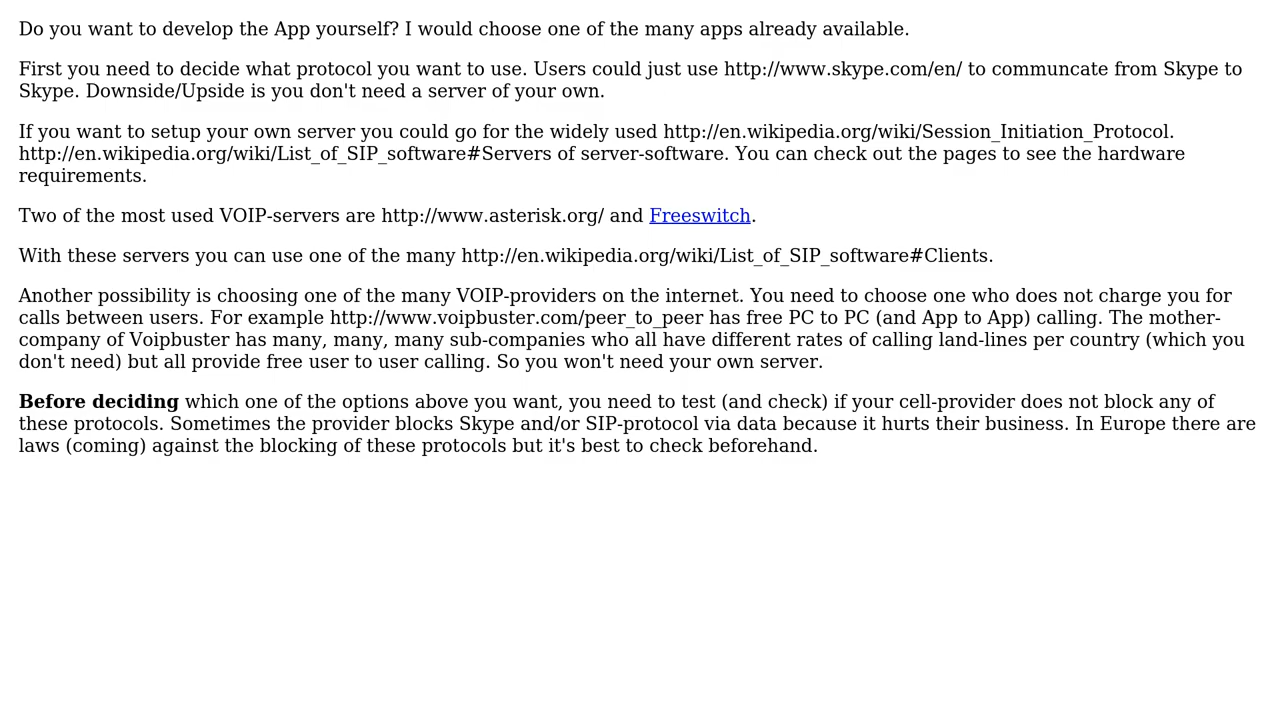 Do you want to develop the App yourself? I would choose one of the many apps already available.
First you need to decide what protocol you want to use. Users could just use http://www.skype.com/en/ to communcate from Skype to
Skype. Downside/Upside is you don't need a server of your own.
If you want to setup your own server you could go for the widely used http://en.wikipedia.org/wiki/Session_Initiation_Protocol.
http://en.wikipedia.org/wiki/List_of_SIP_software#Servers of server-software. You can check out the pages to see the hardware
requirements.
Two of the most used VOIP-servers are http://www.asterisk.org/ and Freeswitch.
With these servers you can use one of the many http://en.wikipedia.org/wiki/List_of_SIP_software#Clients.
Another possibility is choosing one of the many VOIP-providers on the internet. You need to choose one who does not charge you for
calls between users. For example http://www.voipbuster.com/peer_to_peer has free PC to PC (and App to App) calling. The mother-
company of Voipbuster has many, many, many sub-companies who all have different rates of calling land-lines per country (which you
don't need) but all provide free user to user calling. So you won't need your own server.
Before deciding which one of the options above you want, you need to test (and check) if your cell-provider does not block any of
these protocols. Sometimes the provider blocks Skype and/or SIP-protocol via data because it hurts their business. In Europe there are
laws (coming) against the blocking of these protocols but it's best to check beforehand.